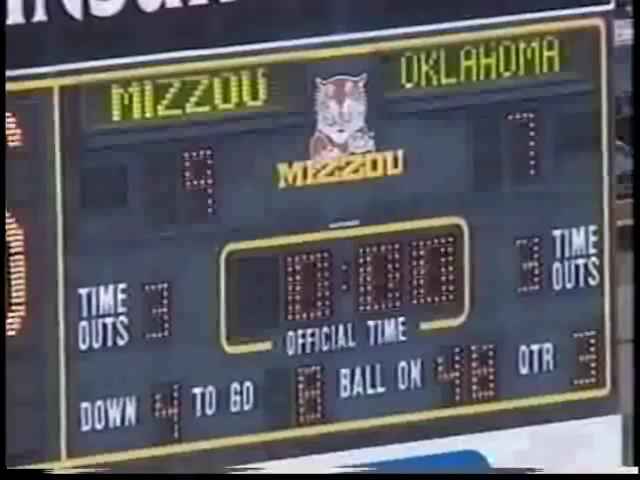 MIZZOU OKLAHOMA
9 MIZZOU 7
0:00
TIME OUTS 3 OFFICIAL TIME 3 TIME OUTS
DOWN 4 TO GO 8 BALL ON 48 QTR 3